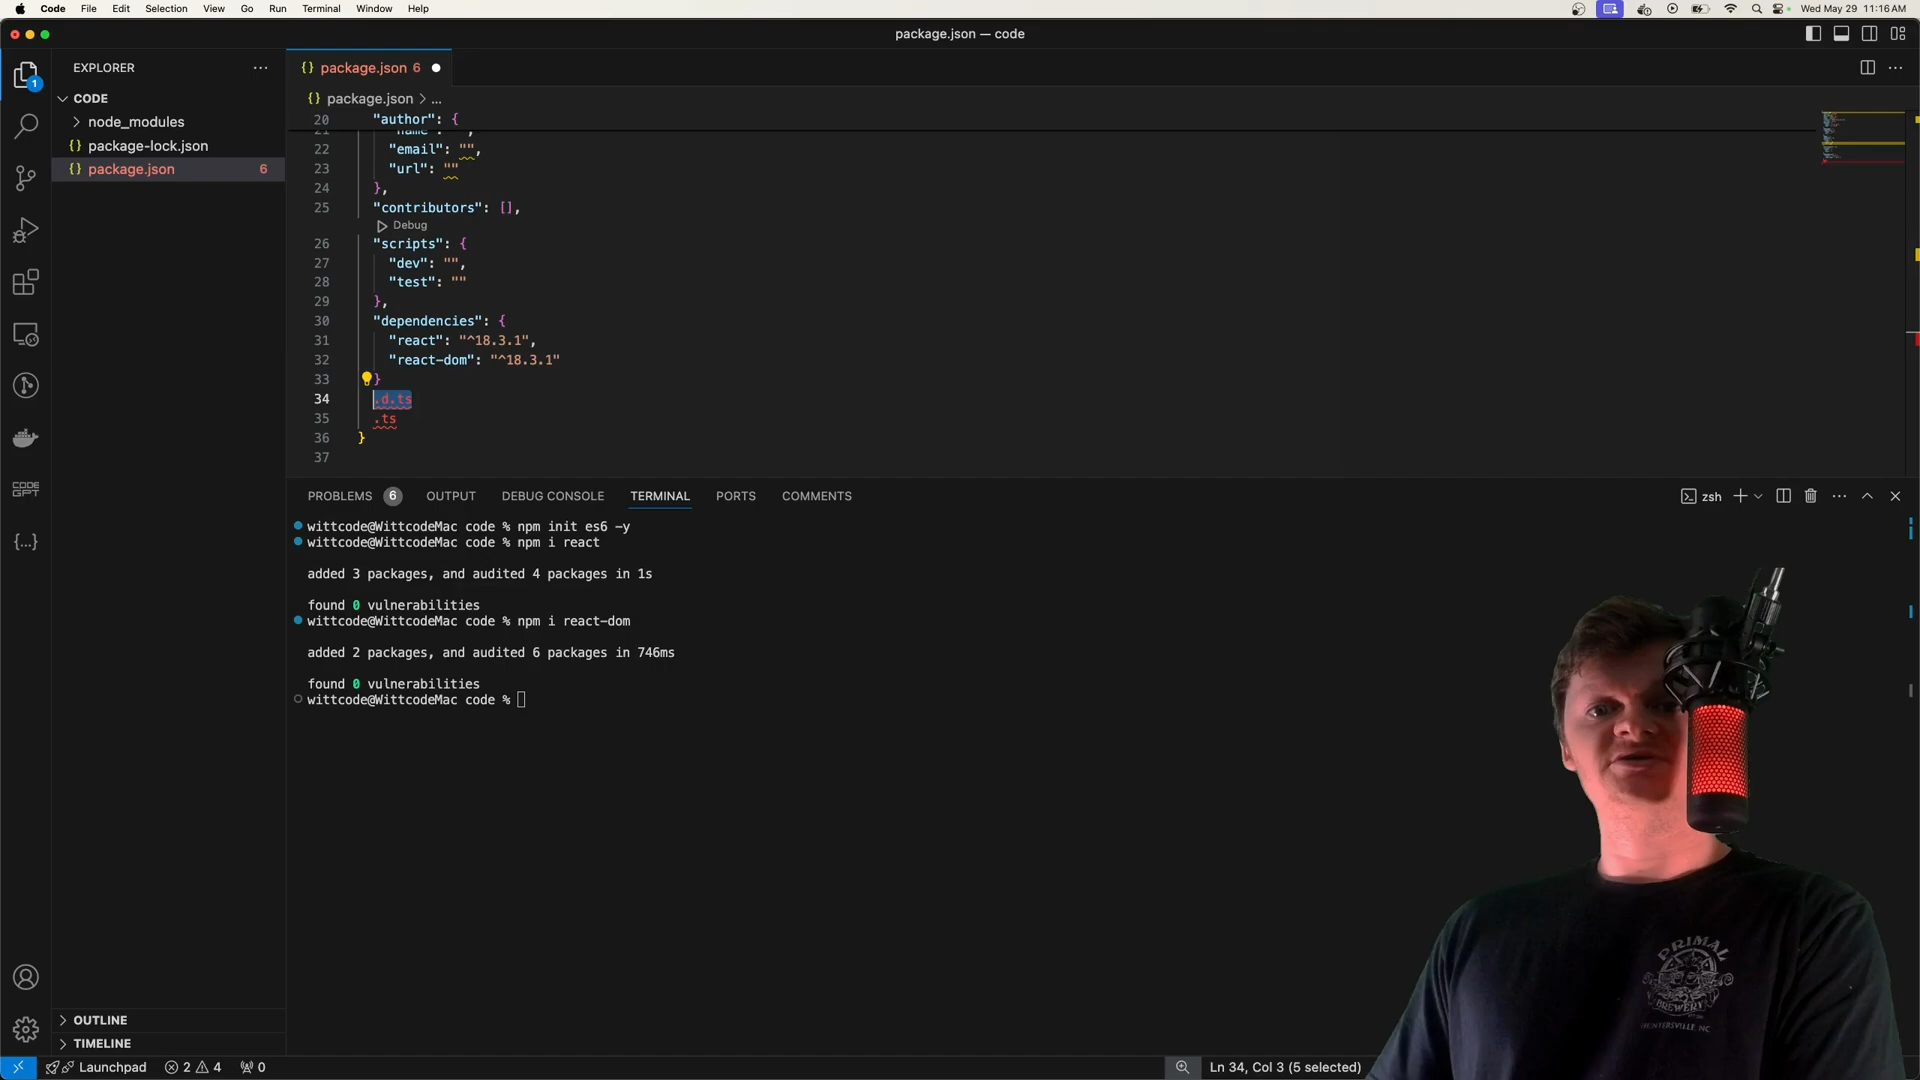 Code File Edit Selection View Go Run Terminal Window Help
Wed May 29 11:16 AM
package.json — code
EXPLORER
1
package.json 6
CODE
package.json > ...
node_modules
20 "author": {
package-lock.json
22 "email": "",
package.json 6
23 "url": ""
24 },
25 "contributors": [],
Debug
26 "scripts": {
27 "dev": "",
28 "test": ""
29 },
30 "dependencies": {
31 "react": "^18.3.1",
32 "react-dom": "^18.3.1"
33 }
34 .d.ts
35 .ts
36 }
37
CODE
GPT
PROBLEMS 6 OUTPUT DEBUG CONSOLE TERMINAL PORTS COMMENTS
zsh
wittcode@WittcodeMac code % npm init es6 -y
wittcode@WittcodeMac code % npm i react
added 3 packages, and audited 4 packages in 1s
found 0 vulnerabilities
wittcode@WittcodeMac code % npm i react-dom
added 2 packages, and audited 6 packages in 746ms
found 0 vulnerabilities
wittcode@WittcodeMac code %
PRIMAL
BREWERY
HUNTERSVILLE, NC
OUTLINE
TIMELINE
Launchpad 2 4 0
Ln 34, Col 3 (5 selected)